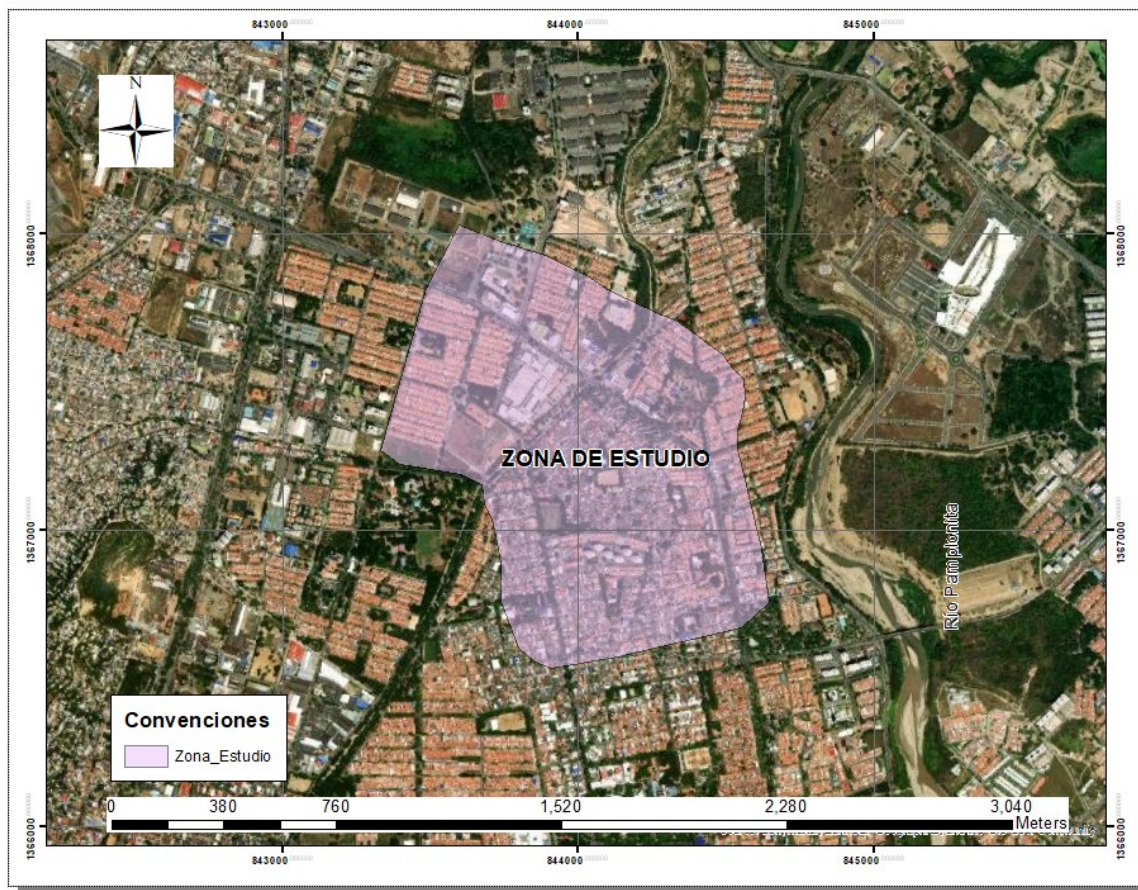 843000 844000 845000
N
1368000 1368000
ZONA DE ESTUDIO
1367000 1367000
Río Pamplonita
Convenciones
Zona_Estudio
0 380 760 1,520 2,280 3,040
Meters
1366000 1366000
843000 844000 845000